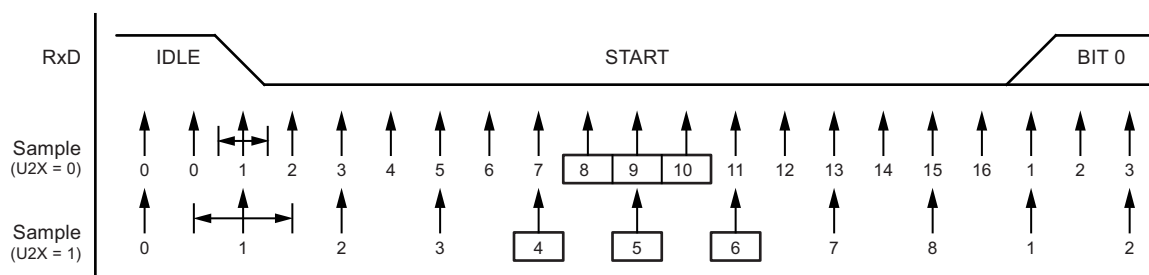 RxD IDLE START BIT 0
Sample
(U2X = 0)
0 0 1 2 3 4 5 6 7 8 9 10 11 12 13 14 15 16 1 2 3
Sample
(U2X = 1)
0 1 2 3 4 5 6 7 8 1 2